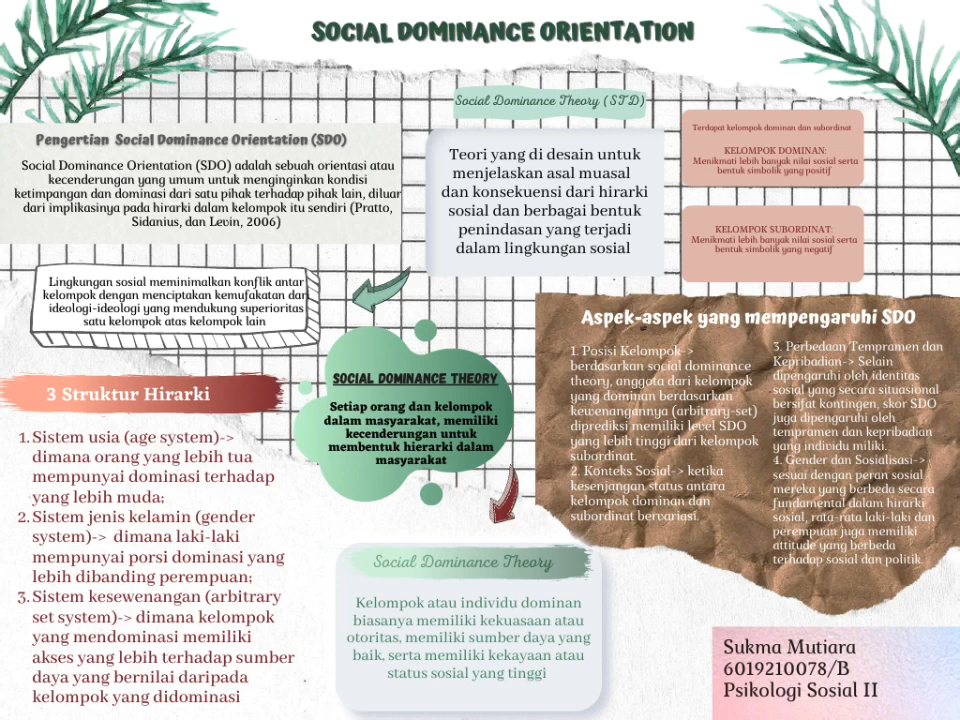 SOCIAL DOMINANCE ORIENTATION
Pengertian Social Dominance Orientation (SDO)
Social Dominance Orientation (SDO) adalah sebuah orientasi atau
kecenderungan yang umum untuk menginginkan kondisi
ketimpangan dan dominasi dari satu pihak terhadap pihak lain, diluar
dari implikasinya pada hirarki dalam kelompok itu sendiri (Pratto,
Sidanius, dan Levin, 2006)
Social Dominance Theory (STD)
Teori yang di desain untuk
menjelaskan asal muasal
dan konsekuensi dari hirarki
sosial dan berbagai bentuk
penindasan yang terjadi
dalam lingkungan sosial
Terdapat kelompok dominan dan subordinat
KELOMPOK DOMINAN:
Menikmati lebih banyak nilai sosial serta
bentuk simbolik yang positif
KELOMPOK SUBORDINAT:
Menikmati lebih banyak nilai sosial serta
bentuk simbolik yang negatif
Lingkungan sosial meminimalkan konflik antar
kelompok dengan menciptakan kemufakatan dan
ideologi-ideologi yang mendukung superioritas
satu kelompok atas kelompok lain
SOCIAL DOMINANCE THEORY
Setiap orang dan kelompok
dalam masyarakat, memiliki
kecenderungan untuk
membentuk hierarki dalam
masyarakat
3 Struktur Hirarki
1. Sistem usia (age system)->
dimana orang yang lebih tua
mempunyai dominasi terhadap
yang lebih muda;
2. Sistem jenis kelamin (gender
system)-> dimana laki-laki
mempunyai porsi dominasi yang
lebih dibanding perempuan;
3. Sistem kesewenangan (arbitrary
set system)-> dimana kelompok
yang mendominasi memiliki
akses yang lebih terhadap sumber
daya yang bernilai daripada
kelompok yang didominasi
Social Dominance Theory
Kelompok atau individu dominan
biasanya memiliki kekuasaan atau
otoritas, memiliki sumber daya yang
baik, serta memiliki kekayaan atau
status sosial yang tinggi
Aspek-aspek yang mempengaruhi SDO
1. Posisi Kelompok->
berdasarkan social dominance
theory, anggota dari kelompok
yang dominan berdasarkan
kewenangannya (arbitrary-set)
diprediksi memiliki level SDO
yang lebih tinggi dari kelompok
subordinat.
2. Konteks Sosial-> ketika
kesenjangan status antara
kelompok dominan dan
subordinat bervariasi.
3. Perbedaan Tempramen dan
Kepribadian-> Selain
dipengaruhi oleh identitas
sosial yang secara situasional
bersifat kontingen, skor SDO
juga dipengaruhi oleh
tempramen dan kepribadian
yang individu miliki.
4. Gender dan Sosialisasi->
sesuai dengan peran sosial
mereka yang berbeda secara
fundamental dalam hirarki
sosial, rata-rata laki-laki dan
perempuan juga memiliki
attitude yang berbeda
terhadap sosial dan politik.
Sukma Mutiara
6019210078/B
Psikologi Sosial II